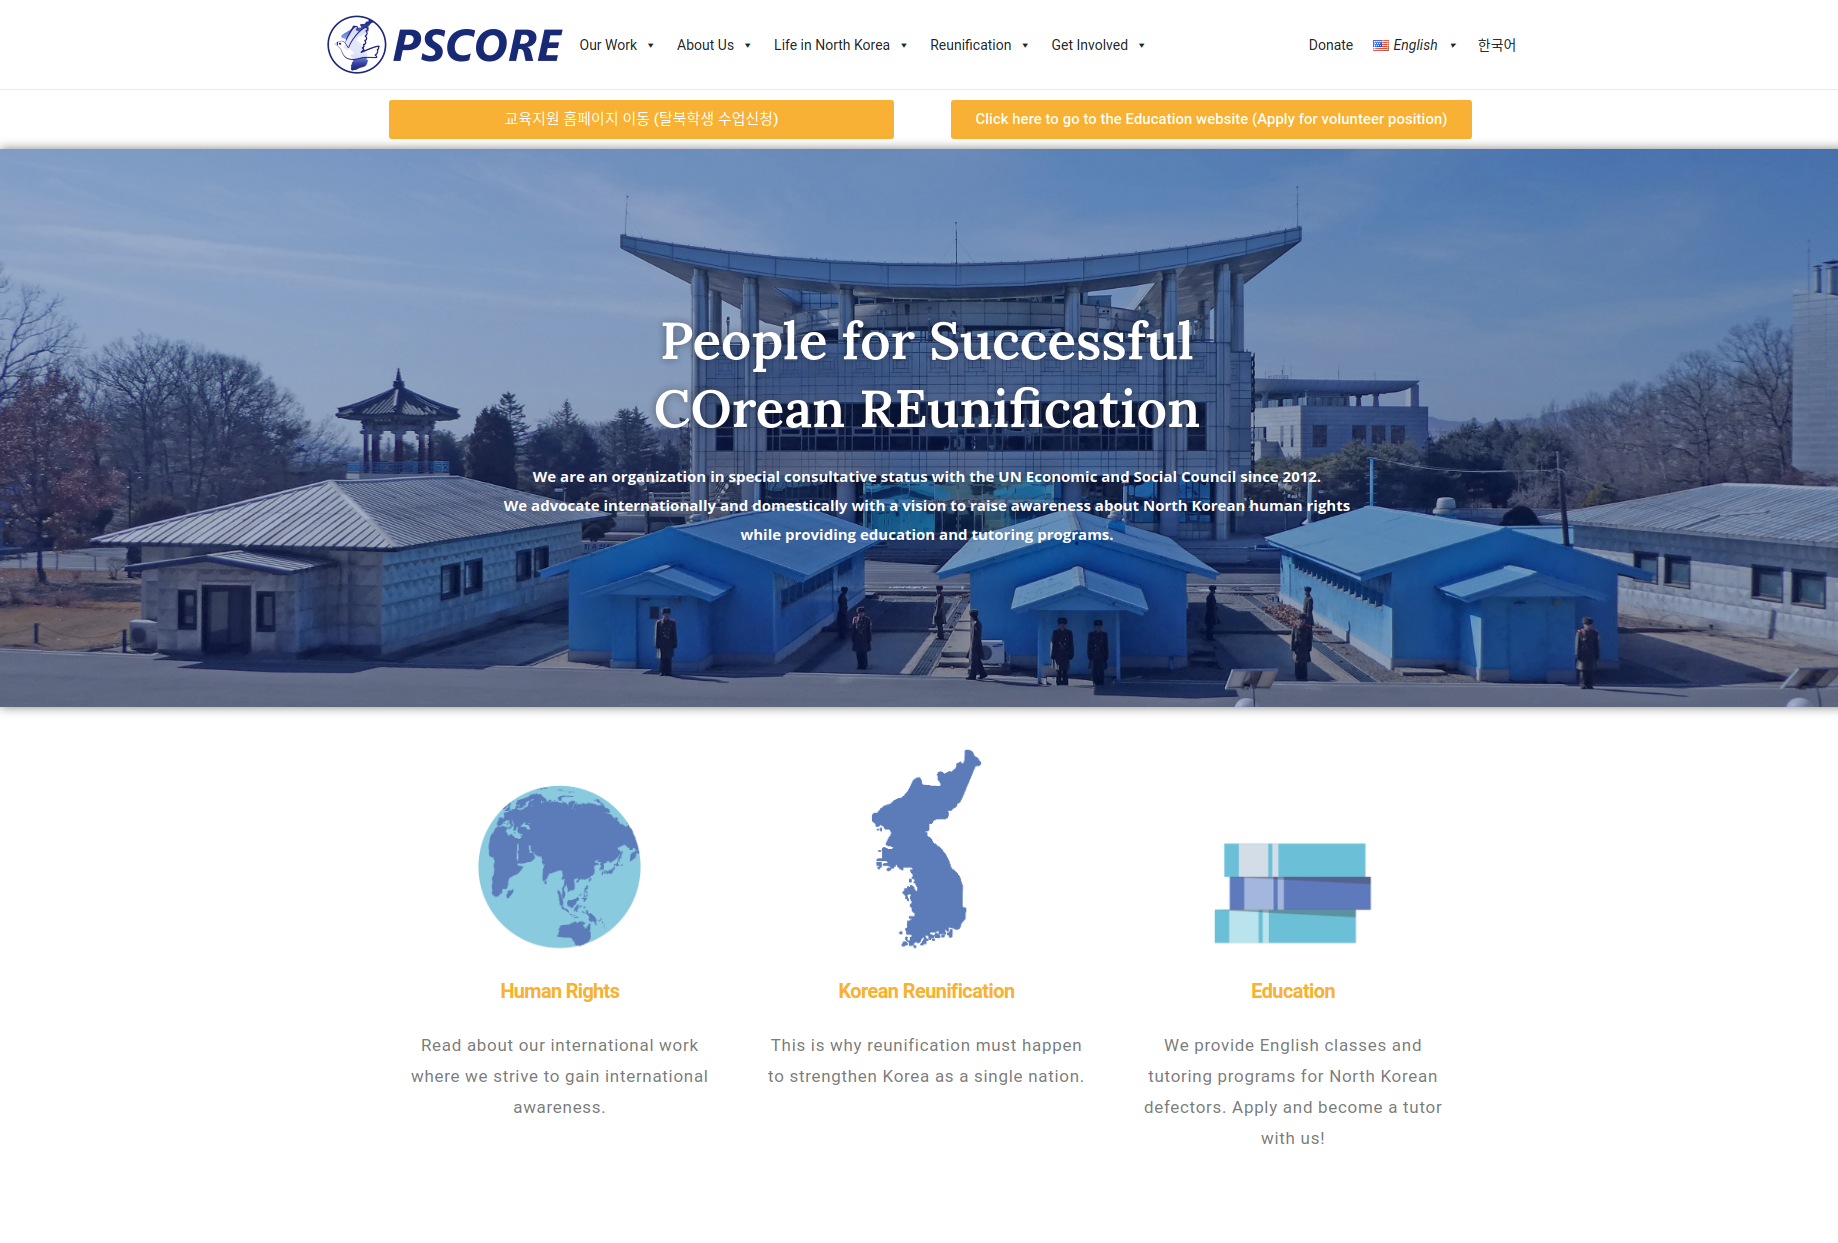 PSCORE
Our Work
About Us
Life in North Korea
Reunification
Get Involved
Donate
English
한국어
교육지원 홈페이지 이동 (탈북학생 수업신청)
Click here to go to the Education website (Apply for volunteer position)
People for Successful
COrean REunification
We are an organization in special consultative status with the UN Economic and Social Council since 2012.
We advocate internationally and domestically with a vision to raise awareness about North Korean human rights
while providing education and tutoring programs.
Human Rights
Read about our international work
where we strive to gain international
awareness.
Korean Reunification
This is why reunification must happen
to strengthen Korea as a single nation.
Education
We provide English classes and
tutoring programs for North Korean
defectors. Apply and become a tutor
with us!